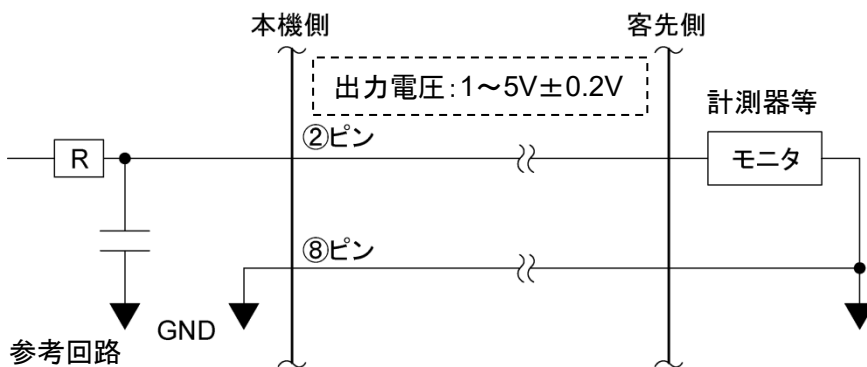 本機側
客先側
出力電圧:1～5V±0.2V
計測器等
②ピン
R
モニタ
⑧ピン
GND
参考回路